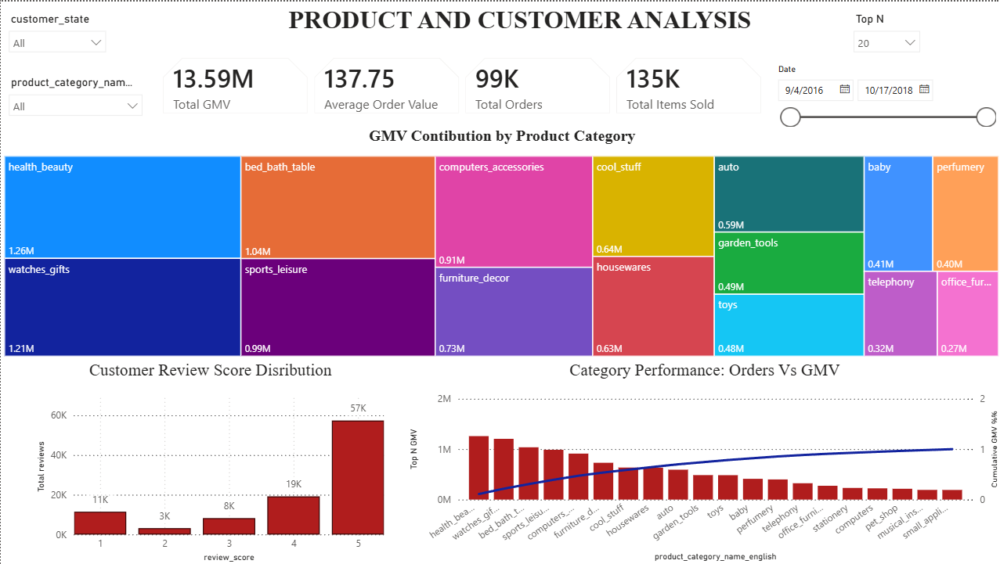 PRODUCT AND CUSTOMER ANALYSIS
customer_state
All
product_category_nam...
All
13.59M
Total GMV
137.75
Average Order Value
99K
Total Orders
135K
Total Items Sold
Top N
20
Date
9/4/2016
10/17/2018
GMV Contibution by Product Category
health_beauty
1.26M
watches_gifts
1.21M
bed_bath_table
1.04M
sports_leisure
0.99M
computers_accessories
0.91M
furniture_decor
0.73M
cool_stuff
0.64M
housewares
0.63M
auto
0.59M
garden_tools
0.49M
toys
0.48M
baby
0.41M
perfumery
0.40M
telephony
0.32M
office_fur...
0.27M
Customer Review Score Disribution
Total reviews
60K
40K
20K
0K
11K
3K
8K
19K
57K
1 2 3 4 5
review_score
Category Performance: Orders Vs GMV
Top N GMV
2M
1M
0M
2
1
0
Cumulative GMV %%
health_bea...
watches_gif...
bed_bath_t...
sports_leisu...
computers_...
furniture_d...
cool_stuff
housewares
auto
garden_tools
toys
baby
perfumery
telephony
office_furni...
stationery
computers
pet_shop
musical_ins...
small_appli...
product_category_name_english